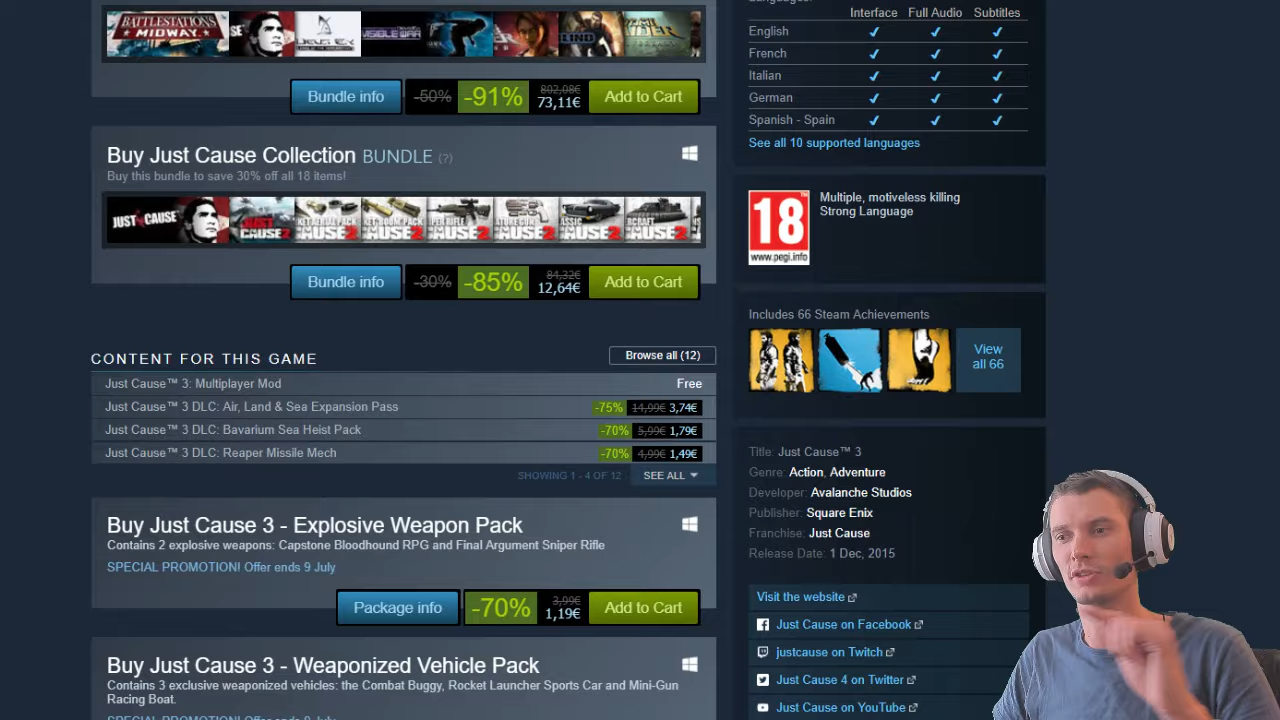 BATTLESTATIONS
MIDWAY
VISIBLE WAR
Bundle info
-50%
-91%
802,08€
73,11€
Add to Cart
Buy Just Cause Collection BUNDLE (?)
Buy this bundle to save 30% off all 18 items!
JUST CAUSE
Bundle info
-30%
-85%
84,32€
12,64€
Add to Cart
CONTENT FOR THIS GAME
Browse all (12)
Just Cause™ 3: Multiplayer Mod
Free
Just Cause™ 3 DLC: Air, Land & Sea Expansion Pass
-75% 14,99€ 3,74€
Just Cause™ 3 DLC: Bavarium Sea Heist Pack
-70% 5,99€ 1,79€
Just Cause™ 3 DLC: Reaper Missile Mech
-70% 4,99€ 1,49€
SHOWING 1 - 4 OF 12
SEE ALL
Buy Just Cause 3 - Explosive Weapon Pack
Contains 2 explosive weapons: Capstone Bloodhound RPG and Final Argument Sniper Rifle
SPECIAL PROMOTION! Offer ends 9 July
Package info
-70%
3,99€
1,19€
Add to Cart
Buy Just Cause 3 - Weaponized Vehicle Pack
Contains 3 exclusive weaponized vehicles: the Combat Buggy, Rocket Launcher Sports Car and Mini-Gun
Racing Boat.
SPECIAL PROMOTION! Offer ends 9 July
Interface Full Audio Subtitles
English
French
Italian
German
Spanish - Spain
See all 10 supported languages
18
www.pegi.info
Multiple, motiveless killing
Strong Language
Includes 66 Steam Achievements
View
all 66
Title: Just Cause™ 3
Genre: Action, Adventure
Developer: Avalanche Studios
Publisher: Square Enix
Franchise: Just Cause
Release Date: 1 Dec, 2015
Visit the website
Just Cause on Facebook
justcause on Twitch
Just Cause 4 on Twitter
Just Cause on YouTube